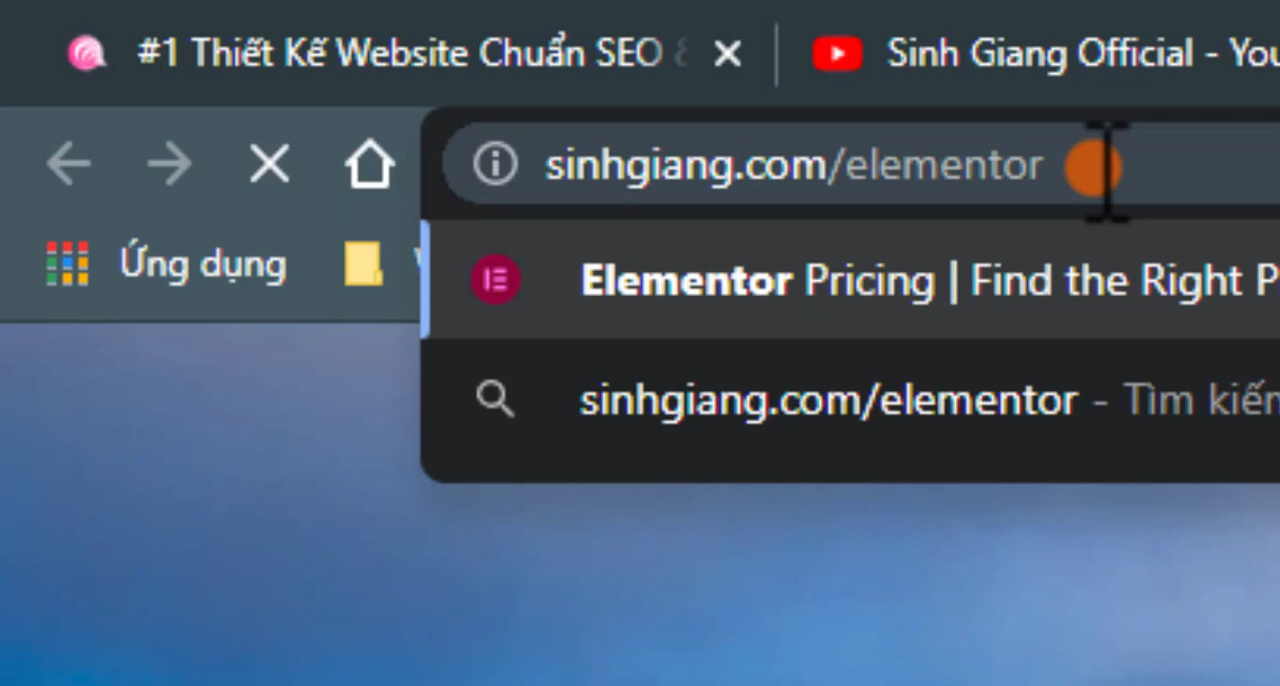 #1 Thiết Kế Website Chuẩn SEO
Sinh Giang Official - You
sinhgiang.com/elementor
Ứng dụng
Elementor Pricing | Find the Right P
sinhgiang.com/elementor - Tìm kiếm